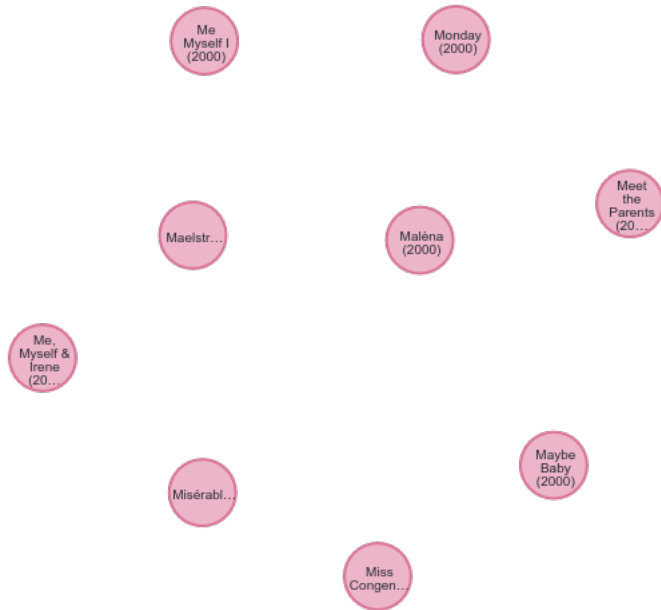 Me
Myself I
(2000)
Monday
(2000)
Meet
the
Parents
(20…
Maelstr…
Malèna
(2000)
Me,
Myself &
Irene
(20…
Maybe
Baby
(2000)
Misérabl…
Miss
Congen…